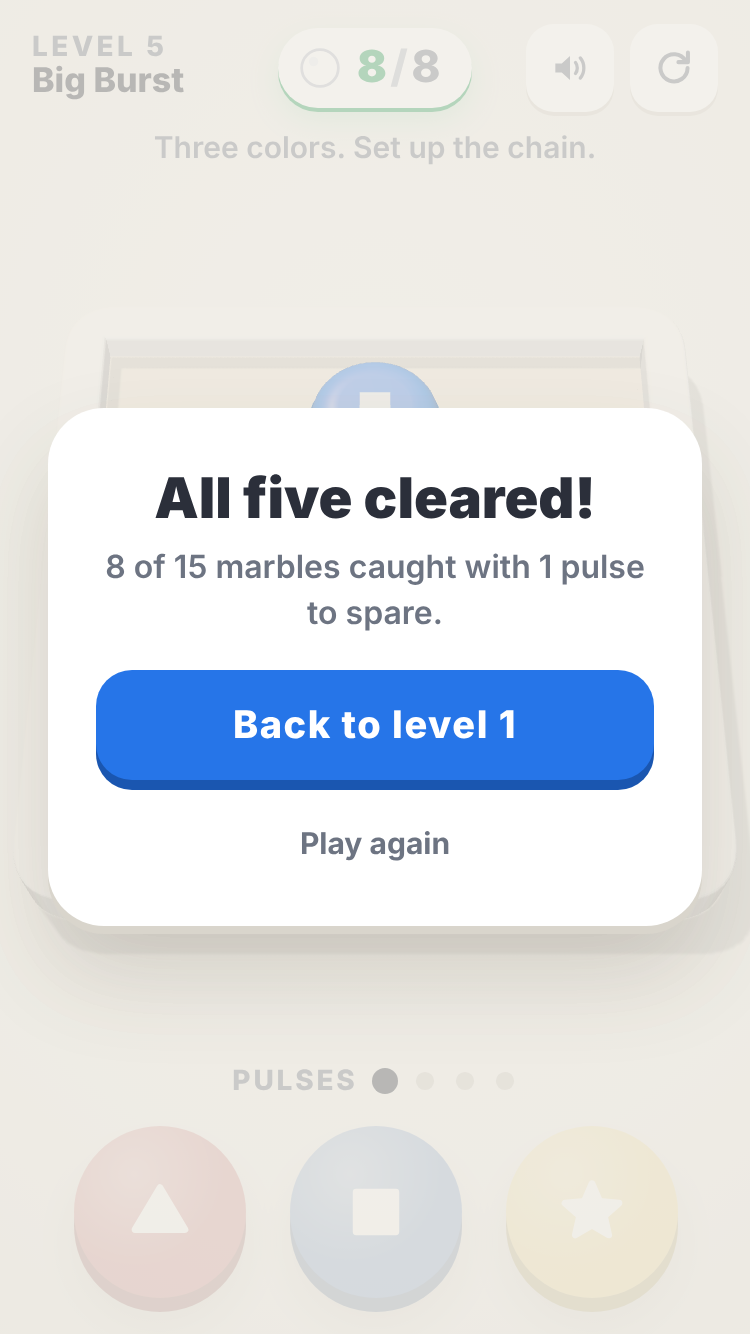 LEVEL 5
Big Burst
8/8
Three colors. Set up the chain.
All five cleared!
8 of 15 marbles caught with 1 pulse
to spare.
Back to level 1
Play again
PULSES